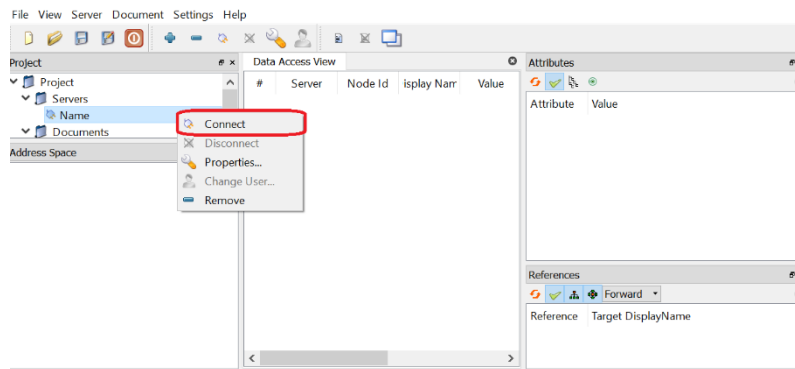 File View Server Document Settings Help
Project
Project
Servers
Name
Documents
Address Space
Connect
Disconnect
Properties...
Change User...
Remove
Data Access View
# Server Node Id isplay Nam Value
Attributes
Attribute Value
References
Forward
Reference Target DisplayName